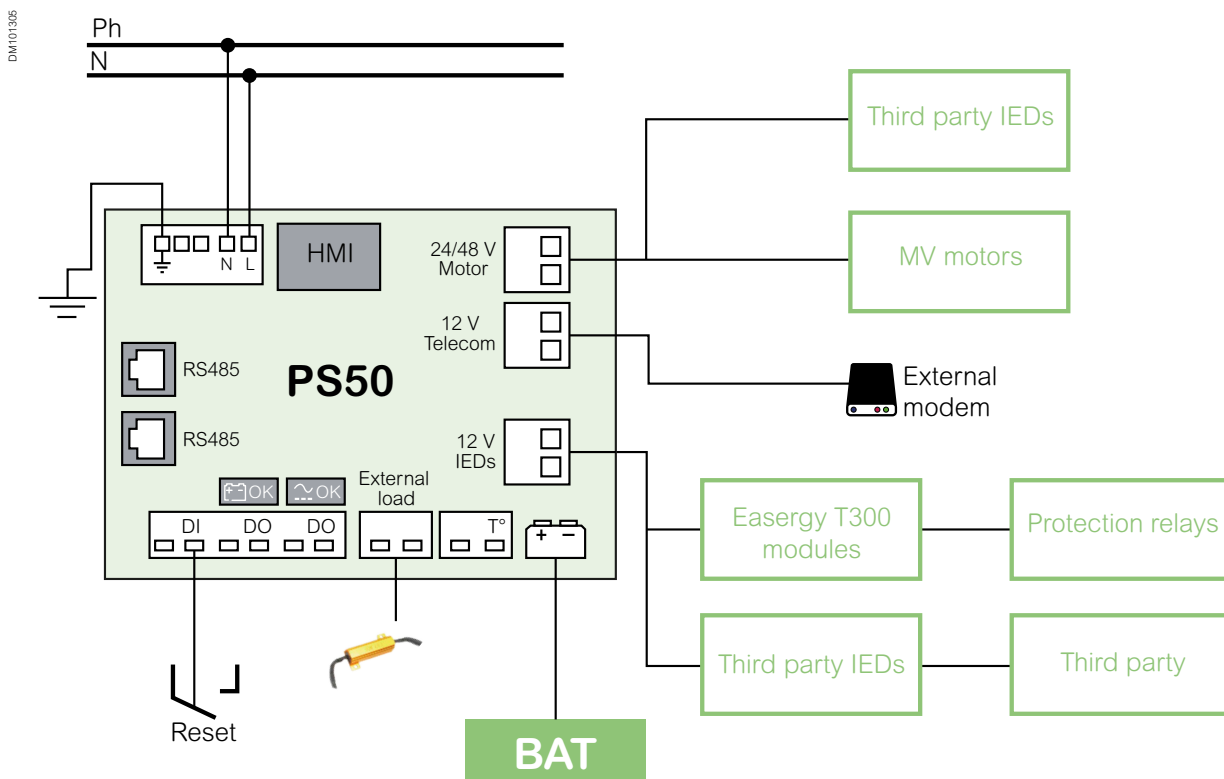 DM101305
Ph
N
Third party IEDs
HMI
24/48 V
Motor
MV motors
N L
12 V
Telecom
RS485
PS50
External
modem
RS485
12 V
IEDs
OK
OK
External
load
DI DO DO
T°
+ −
Easergy T300
modules
Protection relays
Third party IEDs
Third party
Reset
BAT